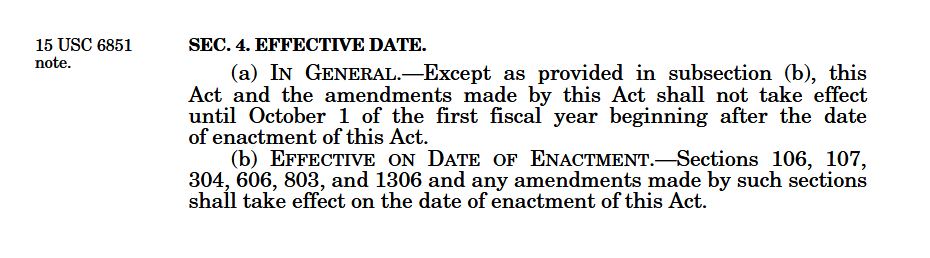 15 USC 6851
note.
SEC. 4. EFFECTIVE DATE.
(a) IN GENERAL.—Except as provided in subsection (b), this
Act and the amendments made by this Act shall not take effect
until October 1 of the first fiscal year beginning after the date
of enactment of this Act.
(b) EFFECTIVE ON DATE OF ENACTMENT.—Sections 106, 107,
304, 606, 803, and 1306 and any amendments made by such sections
shall take effect on the date of enactment of this Act.